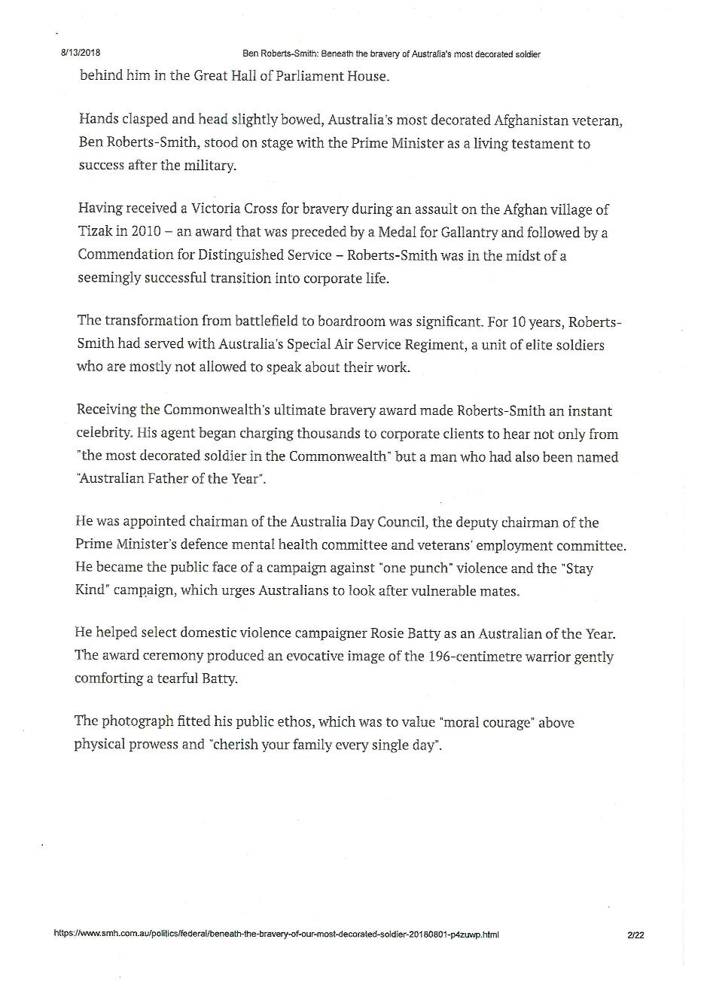 8/13/2018 Ben Roberts-Smith: Beneath the bravery of Australia's most decorated soldier
behind him in the Great Hall of Parliament House.
Hands clasped and head slightly bowed, Australia's most decorated Afghanistan veteran,
Ben Roberts-Smith, stood on stage with the Prime Minister as a living testament to
success after the military.
Having received a Victoria Cross for bravery during an assault on the Afghan village of
Tizak in 2010 – an award that was preceded by a Medal for Gallantry and followed by a
Commendation for Distinguished Service – Roberts-Smith was in the midst of a
seemingly successful transition into corporate life.
The transformation from battlefield to boardroom was significant. For 10 years, Roberts-
Smith had served with Australia's Special Air Service Regiment, a unit of elite soldiers
who are mostly not allowed to speak about their work.
Receiving the Commonwealth's ultimate bravery award made Roberts-Smith an instant
celebrity. His agent began charging thousands to corporate clients to hear not only from
"the most decorated soldier in the Commonwealth" but a man who had also been named
"Australian Father of the Year".
He was appointed chairman of the Australia Day Council, the deputy chairman of the
Prime Minister's defence mental health committee and veterans' employment committee.
He became the public face of a campaign against "one punch" violence and the "Stay
Kind" campaign, which urges Australians to look after vulnerable mates.
He helped select domestic violence campaigner Rosie Batty as an Australian of the Year.
The award ceremony produced an evocative image of the 196-centimetre warrior gently
comforting a tearful Batty.
The photograph fitted his public ethos, which was to value "moral courage" above
physical prowess and "cherish your family every single day".
https://www.smh.com.au/politics/federal/beneath-the-bravery-of-our-most-decorated-soldier-20180801-p4zuwp.html 2/22